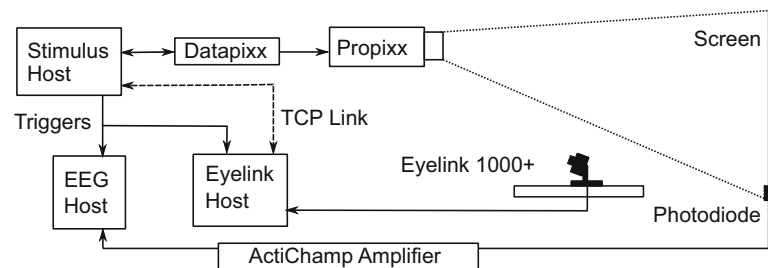 Stimulus
Host
Datapixx
Propixx
Screen
Triggers
TCP Link
EEG
Host
Eyelink
Host
Eyelink 1000+
Photodiode
ActiChamp Amplifier